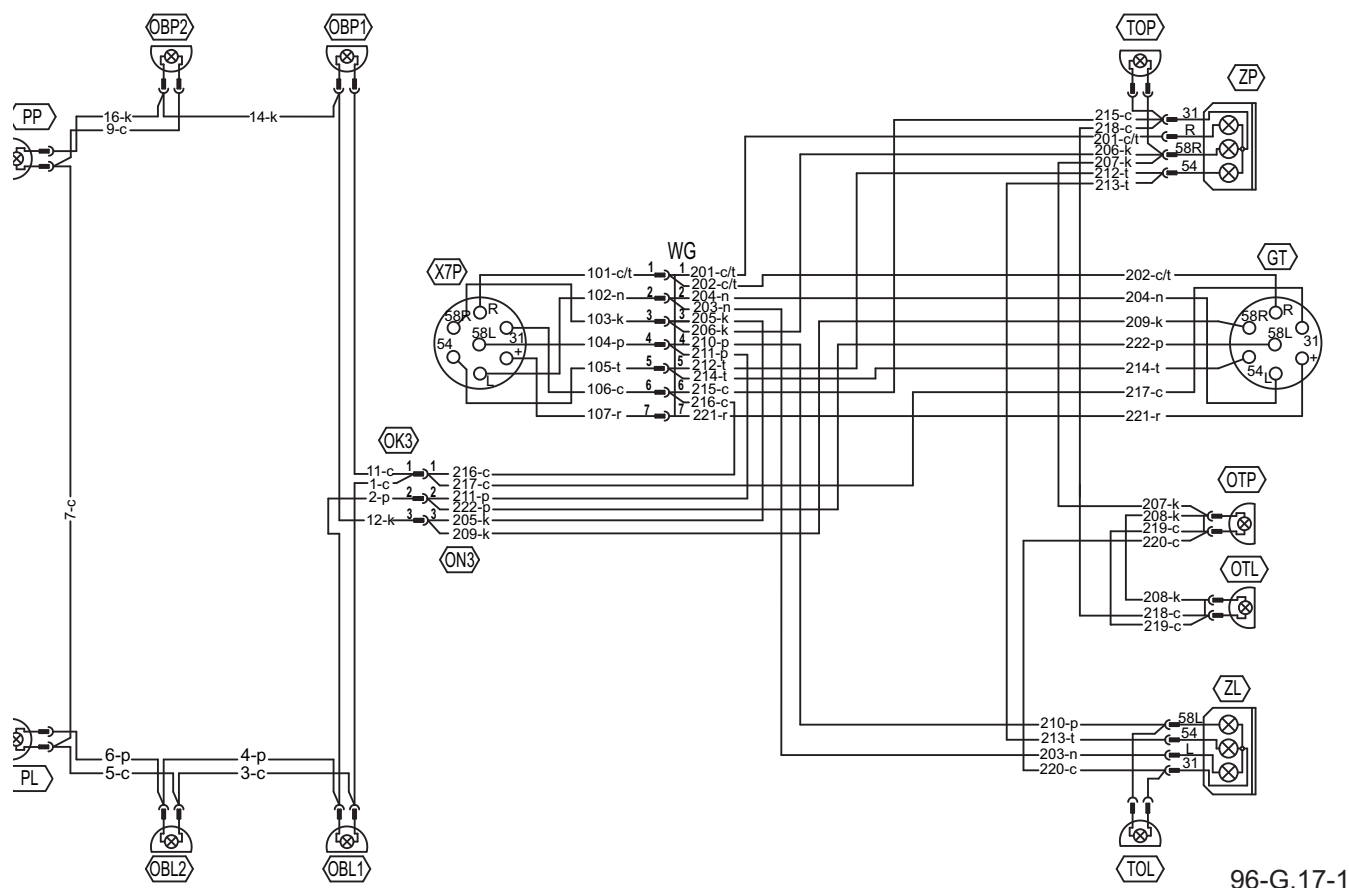 OBP2
OBP1
TOP
ZP
PP
16-k
9-c
14-k
215-c
218-c
201-c/t
206-k
207-k
212-t
213-t
31
R
58R
54
X7P
WG
GT
101-c/t
102-n
103-k
104-p
105-t
106-c
107-r
1
2
3
4
5
6
7
1
2
3
4
5
6
7
201-c/t
202-c/t
204-n
203-n
205-k
206-k
210-p
211-p
212-t
214-t
215-c
216-c
221-r
202-c/t
204-n
209-k
222-p
214-t
217-c
221-r
58R
R
58L
31
54
+
L
58R
R
58L
31
54
+
L
OK3
11-c
1-c
2-p
12-k
1
2
3
1
2
3
216-c
217-c
211-p
222-p
205-k
209-k
ON3
7-c
OTP
207-k
208-k
219-c
220-c
OTL
208-k
218-c
219-c
ZL
210-p
213-t
203-n
220-c
58L
54
L
31
PL
6-p
5-c
4-p
3-c
OBL2
OBL1
TOL
96-G.17-1